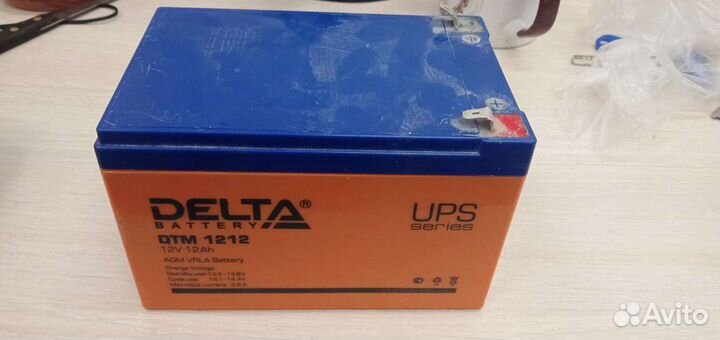 DELTA®
BATTERY
DTM 1212
12V 12Ah
AGM VRLA Battery
Charge Voltage
Standby use: 13.5-13.8V
Cycle use: 14.1-14.4V
Max initial current: 3.6A
UPS
series
Avito